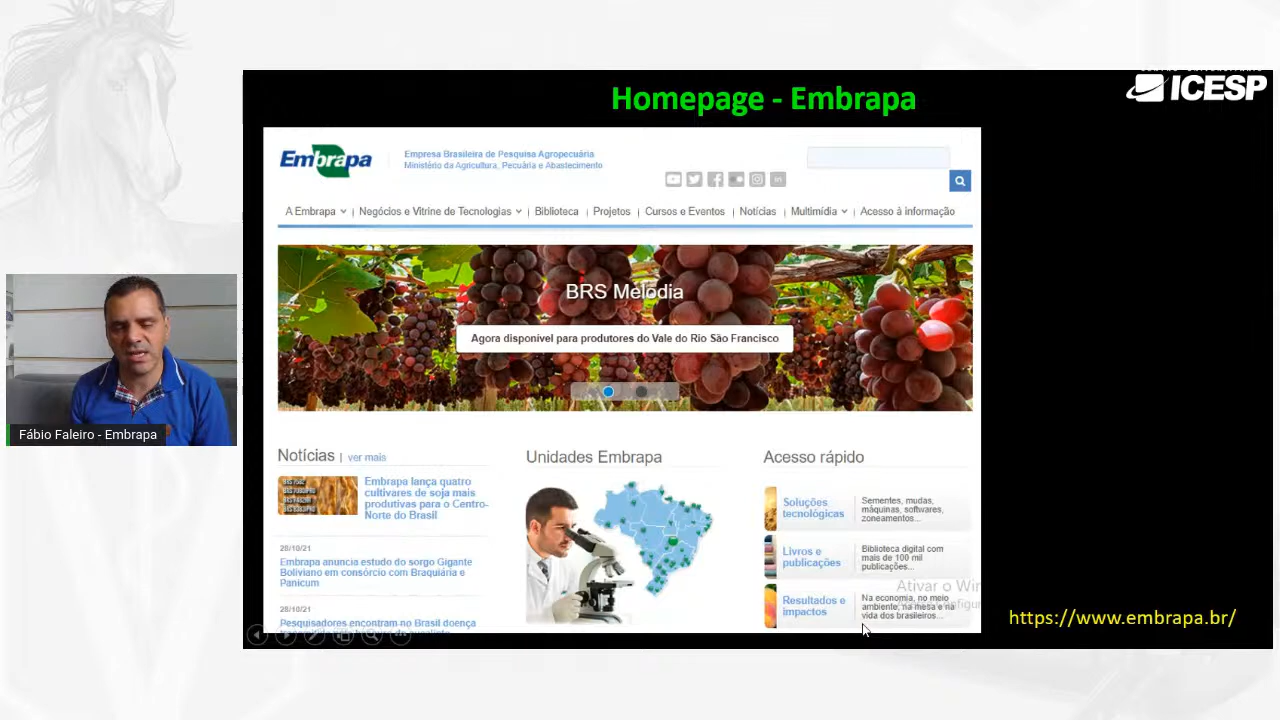 Homepage - Embrapa
ICESP
Embrapa
Empresa Brasileira de Pesquisa Agropecuária
Ministério da Agricultura, Pecuária e Abastecimento
in
A Embrapa | Negócios e Vitrine de Tecnologias | Biblioteca | Projetos | Cursos e Eventos | Notícias | Multimídia | Acesso à informação
BRS Melodia
Agora disponível para produtores do Vale do Rio São Francisco
Fábio Faleiro - Embrapa
Notícias | ver mais
Embrapa lança quatro
cultivares de soja mais
produtivas para o Centro-
Norte do Brasil
28/10/21
Embrapa anuncia estudo do sorgo Gigante
Boliviano em consórcio com Braquiária e
Panicum
28/10/21
Pesquisadores encontram no Brasil doença
Unidades Embrapa
Acesso rápido
Soluções
tecnológicas
Sementes, mudas,
máquinas, softwares,
zoneamentos...
Livros e
publicações
Biblioteca digital com
mais de 100 mil
publicações...
Resultados e
impactos
Na economia, no meio
ambiente, na mesa e na
vida dos brasileiros...
Ativar o Win
https://www.embrapa.br/